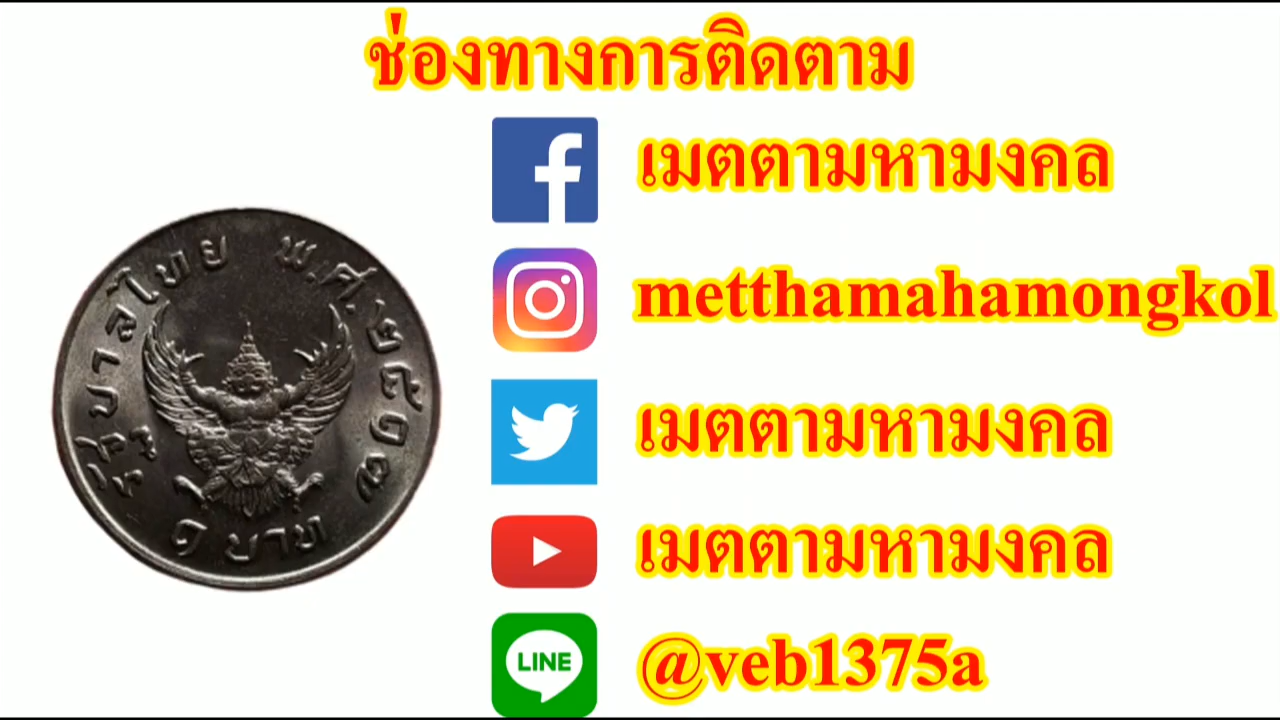 ช่องทางการติดตาม
เมตตามหามงคล
metthamahamongkol
เมตตามหามงคล
เมตตามหามงคล
LINE
@veb1375a
รัฐบาลไทย พ.ศ.๒๕๑๗
๑ บาท